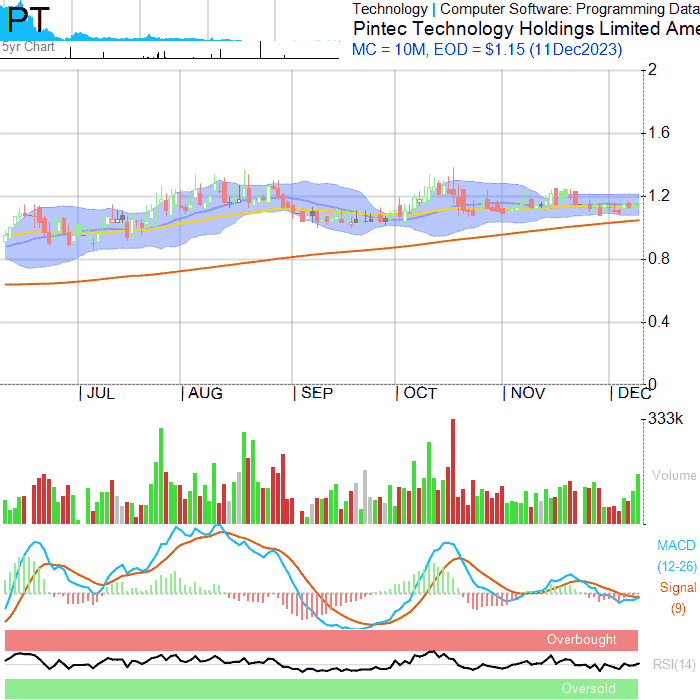 PT
5yr Chart
Technology | Computer Software: Programming Data
Pintec Technology Holdings Limited Ame
MC = 10M, EOD = $1.15 (11Dec2023)
2
1.6
1.2
0.8
0.4
0
JUL AUG SEP OCT NOV DEC
333k
Volume
MACD
(12-26)
Signal
(9)
Overbought
RSI(14)
Oversold